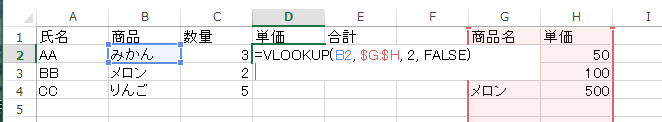 A B C D E F G H I
1 氏名 商品 数量 単価 合計 商品名 単価
2 AA みかん 3 =VLOOKUP(B2, $G:$H, 2, FALSE) 50
3 BB メロン 2 100
4 CC りんご 5 メロン 500
5